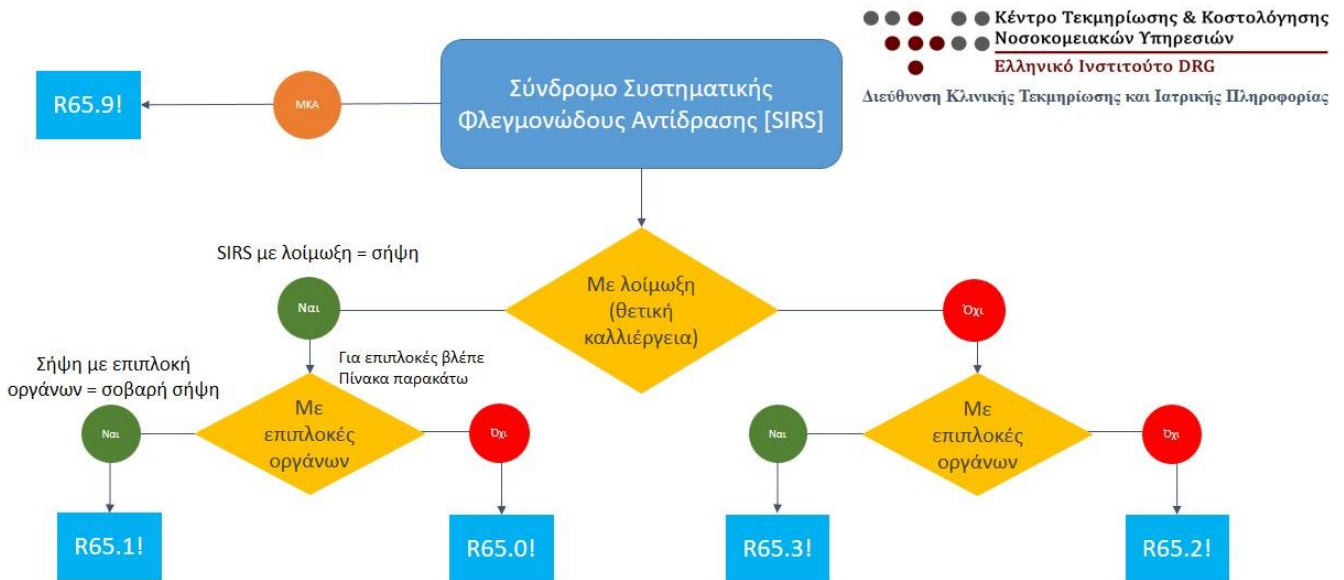 Κέντρο Τεκμηρίωσης & Κοστολόγησης
Νοσοκομειακών Υπηρεσιών
Ελληνικό Ινστιτούτο DRG
Διεύθυνση Κλινικής Τεκμηρίωσης και Ιατρικής Πληροφορίας
Σύνδρομο Συστηματικής
Φλεγμονώδους Αντίδρασης [SIRS]
ΜΚΑ
R65.9!
SIRS με λοίμωξη = σήψη
Με λοίμωξη
(θετική
καλλιέργεια)
Ναι
Όχι
Για επιπλοκές βλέπε
Πίνακα παρακάτω
Σήψη με επιπλοκή
οργάνων = σοβαρή σήψη
Ναι
Με
επιπλοκές
οργάνων
Όχι
Ναι
Με
επιπλοκές
οργάνων
Όχι
R65.1!
R65.0!
R65.3!
R65.2!